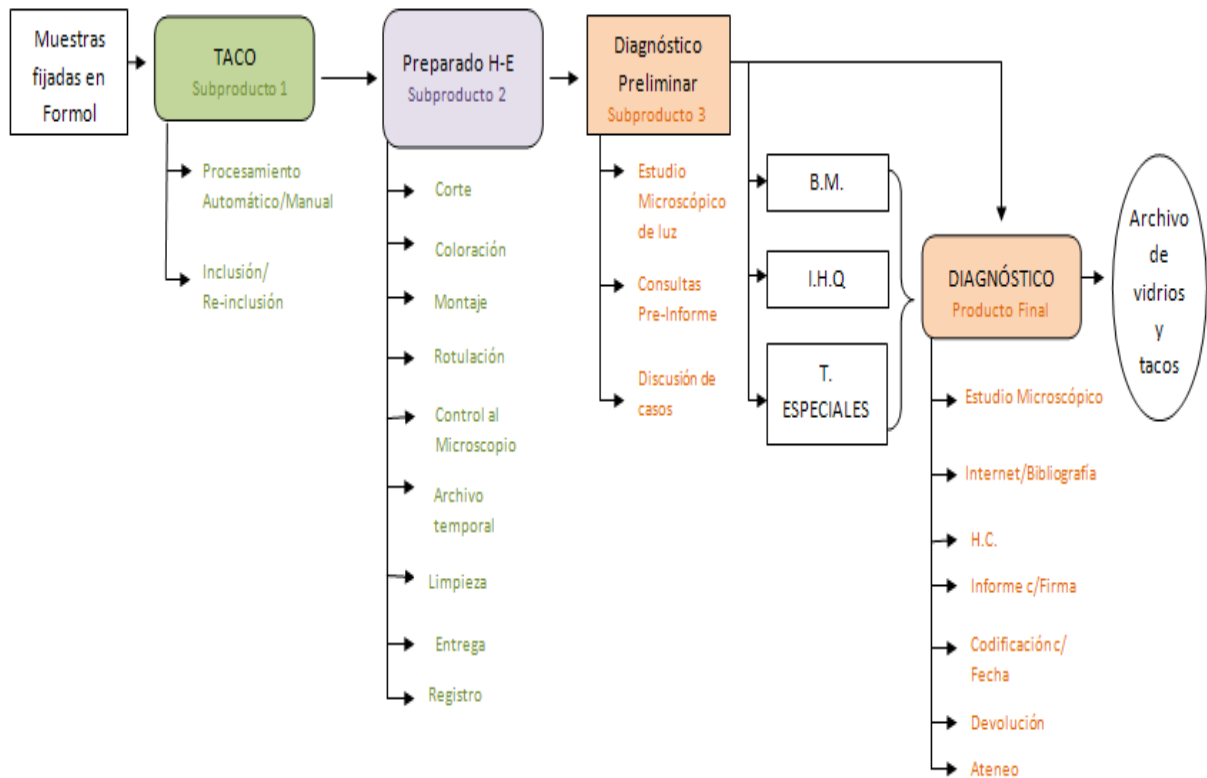 Muestras
fijadas en
Formol
TACO
Subproducto 1
Procesamiento
Automático/Manual
Inclusión/
Re-inclusión
Preparado H-E
Subproducto 2
Corte
Coloración
Montaje
Rotulación
Control al
Microscopio
Archivo
temporal
Limpieza
Entrega
Registro
Diagnóstico
Preliminar
Subproducto 3
Estudio
Microscópico
de luz
Consultas
Pre-Informe
Discusión de
casos
B.M.
I.H.Q
T.
ESPECIALES
DIAGNÓSTICO
Producto Final
Estudio Microscópico
Internet/Bibliografía
H.C.
Informe c/Firma
Codificación c/
Fecha
Devolución
Ateneo
Archivo
de
vidrios
y
tacos